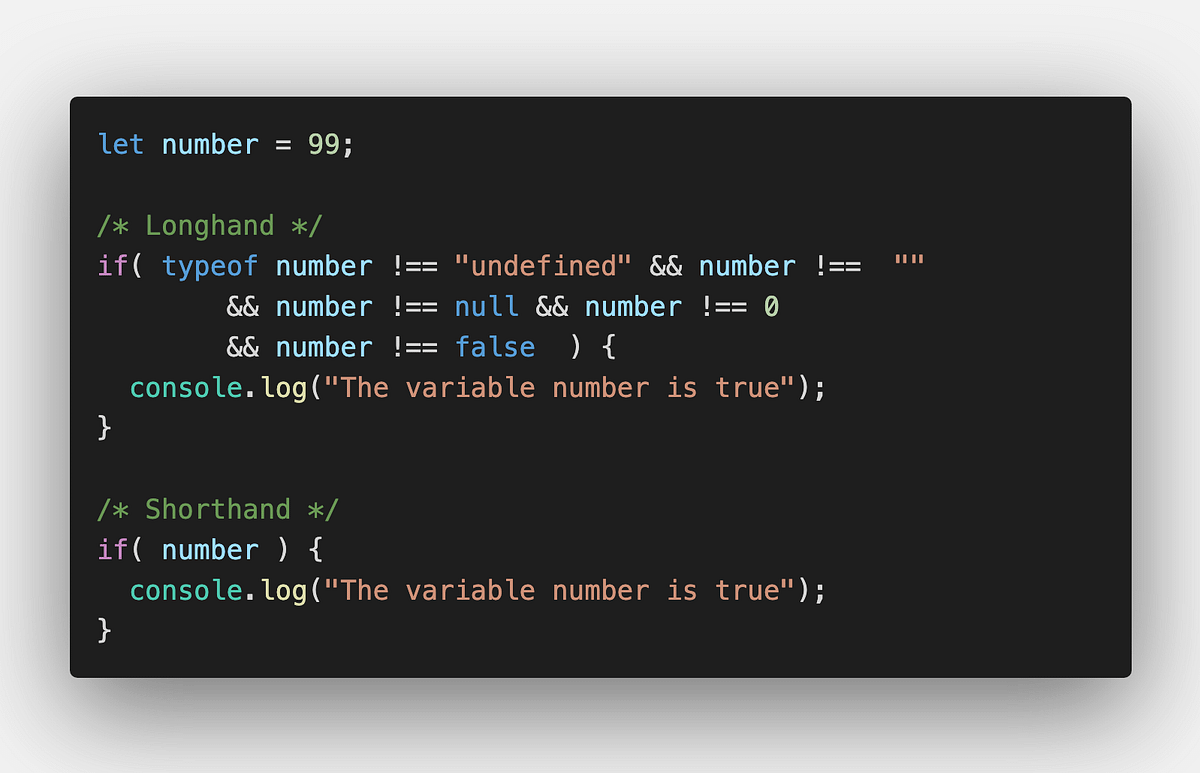 let number = 99;
/* Longhand */
if( typeof number !== "undefined" && number !==  ""
        && number !== null && number !== 0
        && number !== false  ) {
  console.log("The variable number is true");
}
/* Shorthand */
if( number ) {
  console.log("The variable number is true");
}